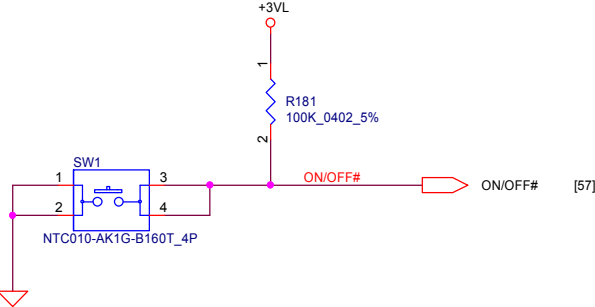 +3VL
1
R181
100K_0402_5%
2
SW1
1
3
ON/OFF#
ON/OFF#
[57]
2
4
NTC010-AK1G-B160T_4P